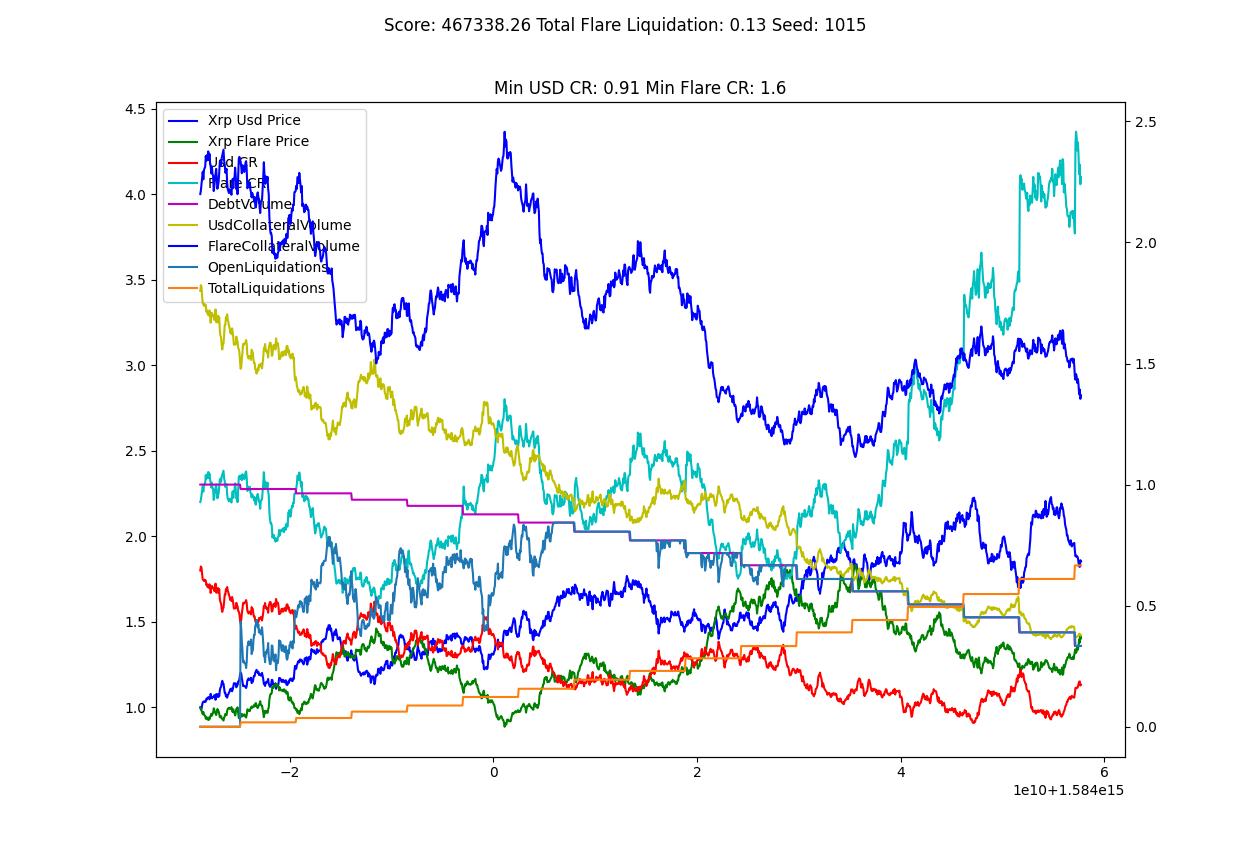 Score: 467338.26 Total Flare Liquidation: 0.13 Seed: 1015
Min USD CR: 0.91 Min Flare CR: 1.6
Xrp Usd Price
Xrp Flare Price
Usd CR
Flare CR
DebtVolume
UsdCollateralVolume
FlareCollateralVolume
OpenLiquidations
TotalLiquidations
4.5
4.0
3.5
3.0
2.5
2.0
1.5
1.0
2.5
2.0
1.5
1.0
0.5
0.0
−2
0
2
4
6
1e10+1.584e15